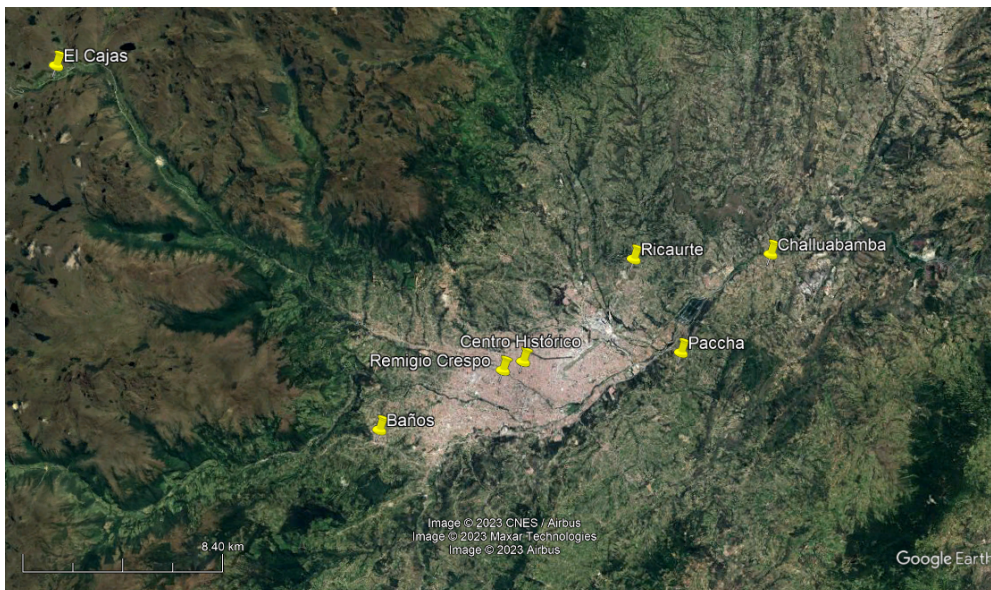 El Cajas
Ricaurte
Challuabamba
Centro Histórico
Paccha
Remigio Crespo
Baños
Image © 2023 CNES / Airbus
Image © 2023 Maxar Technologies
Image © 2023 Airbus
8.40 km
Google Earth